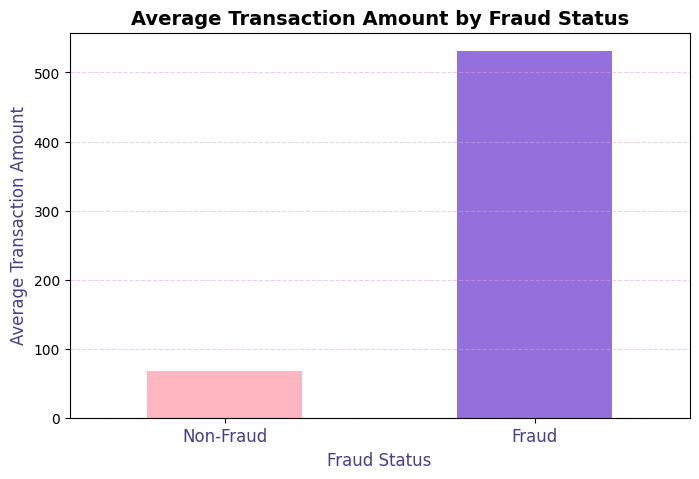 Average Transaction Amount by Fraud Status
Average Transaction Amount
500
400
300
200
100
0
Non-Fraud
Fraud
Fraud Status